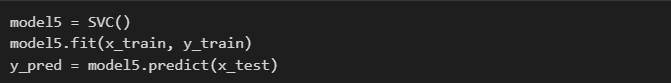 model5 = SVC()
model5.fit(x_train, y_train)
y_pred = model5.predict(x_test)